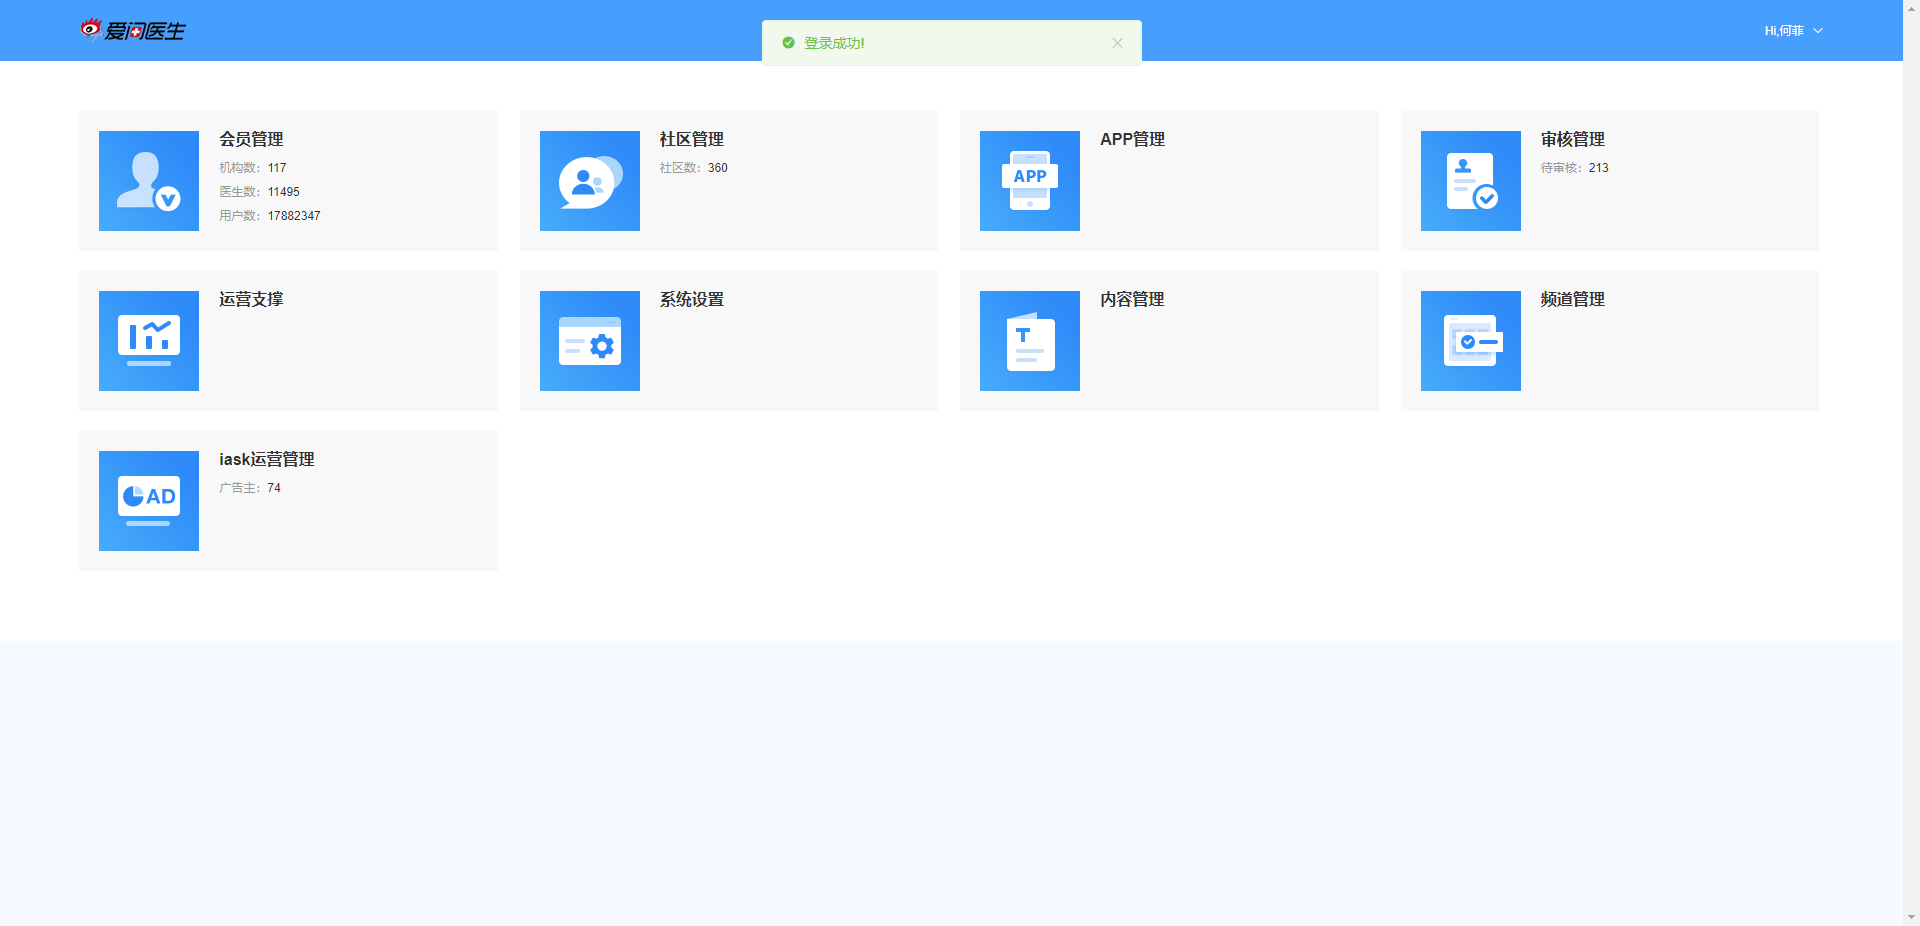 爱问医生
登录成功!
Hi,何菲
会员管理
机构数：117
医生数：11495
用户数：17882347
社区管理
社区数：360
APP
APP管理
审核管理
待审核：213
运营支撑
系统设置
T
内容管理
频道管理
AD
iask运营管理
广告主：74